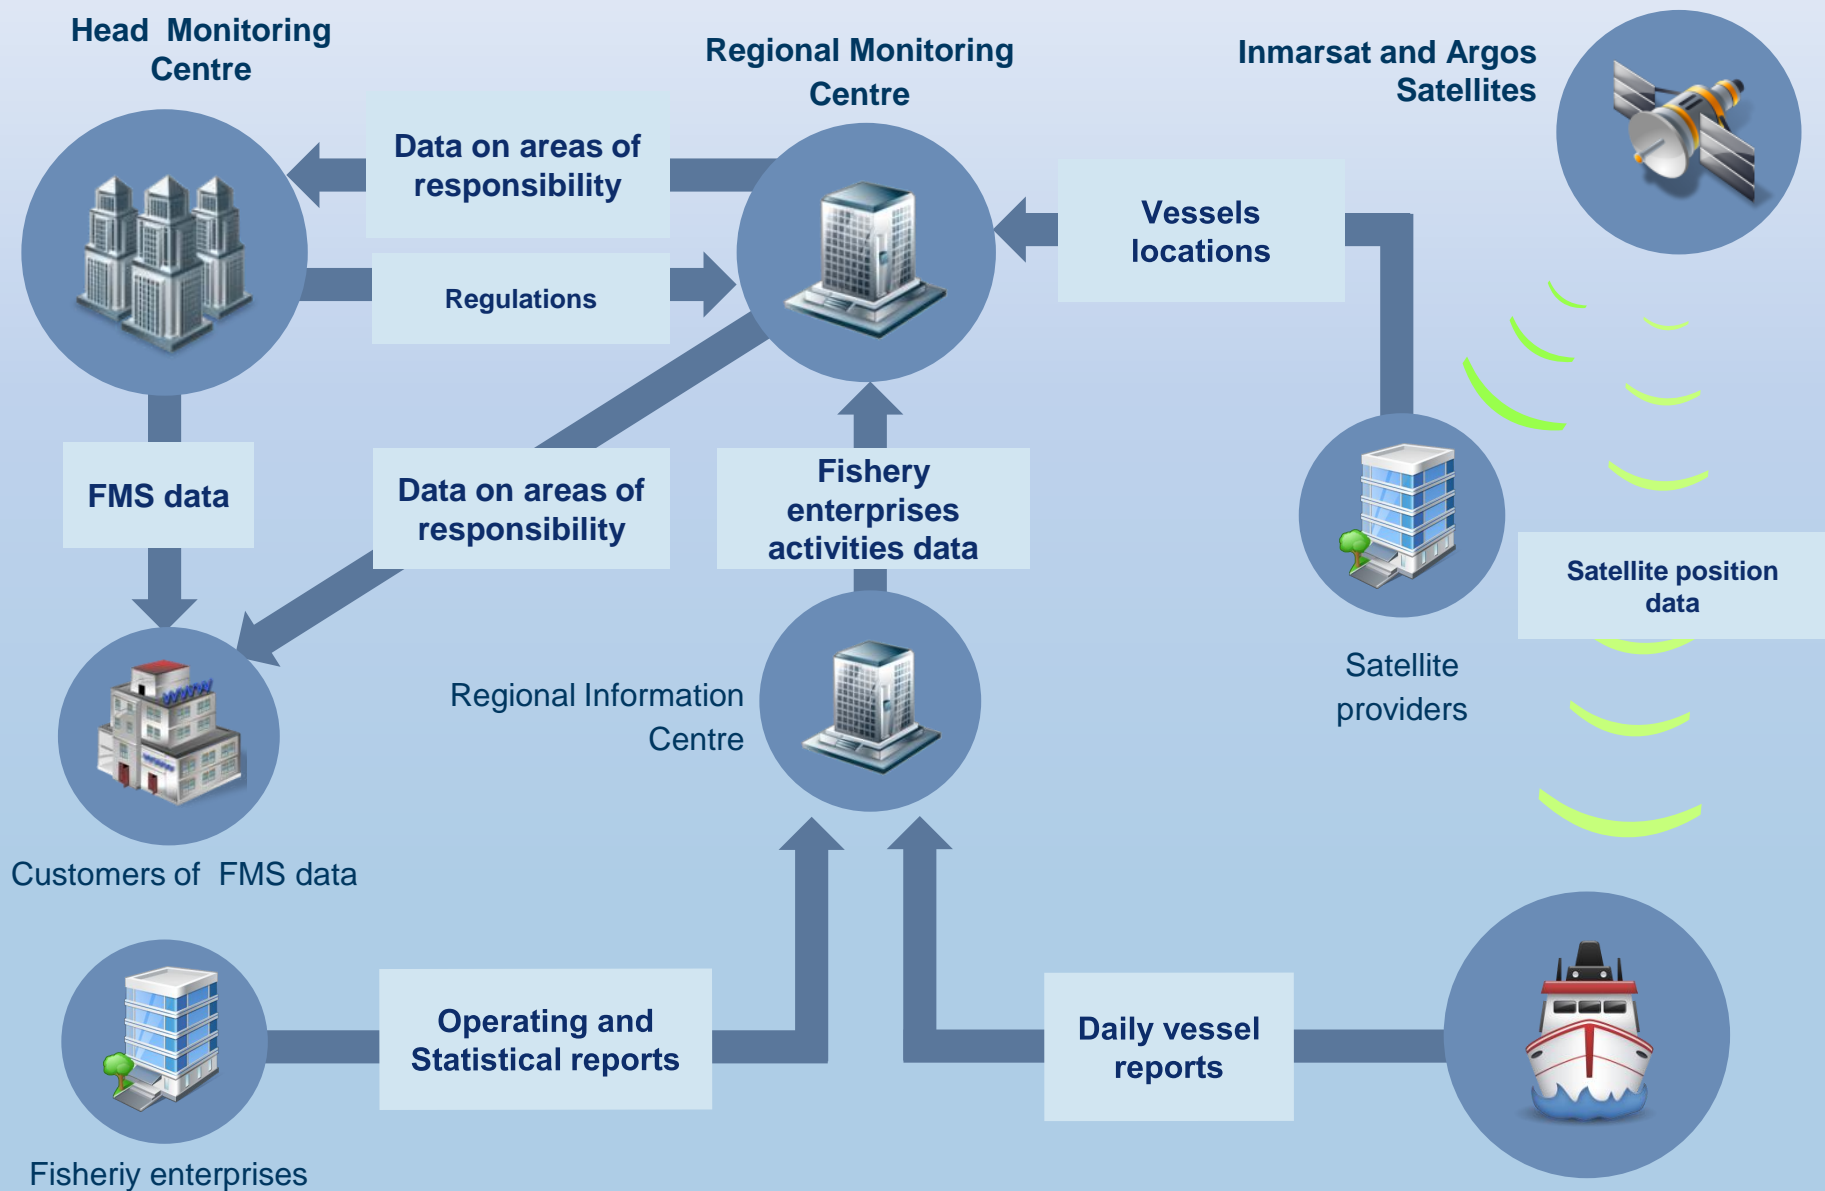 Head Monitoring
Centre
Regional Monitoring
Centre
Inmarsat and Argos
Satellites
Data on areas of
responsibility
Vessels
locations
Regulations
FMS data
Data on areas of
responsibility
Fishery
enterprises
activities data
Satellite position
data
Satellite
providers
Regional Information
Centre
www
www
Customers of FMS data
Operating and
Statistical reports
Daily vessel
reports
Fisheriy enterprises